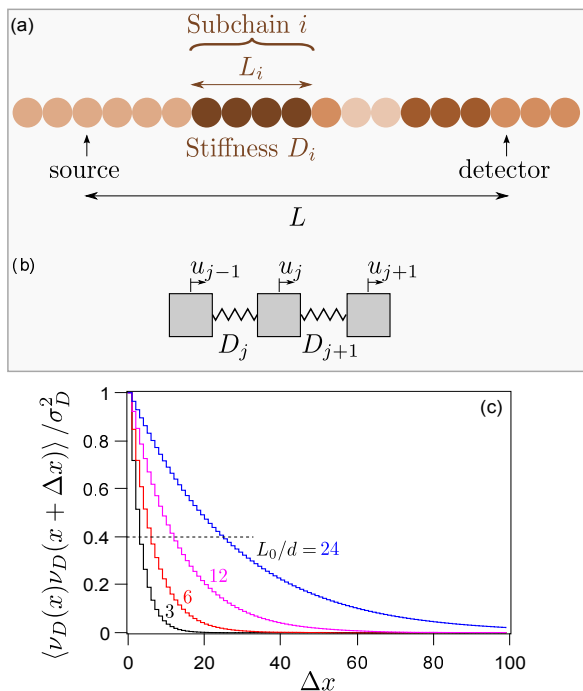 (a)
Subchain i
L_i
Stiffness D_i
source
detector
L
(b)
u_{j−1} u_j u_{j+1}
D_j D_{j+1}
(c)
⟨ν_D(x)ν_D(x + Δx)⟩ /σ_D^2
1
0.8
0.6
0.4
0.2
0
L_0/d = 24
12
6
3
0 20 40 60 80 100
Δx